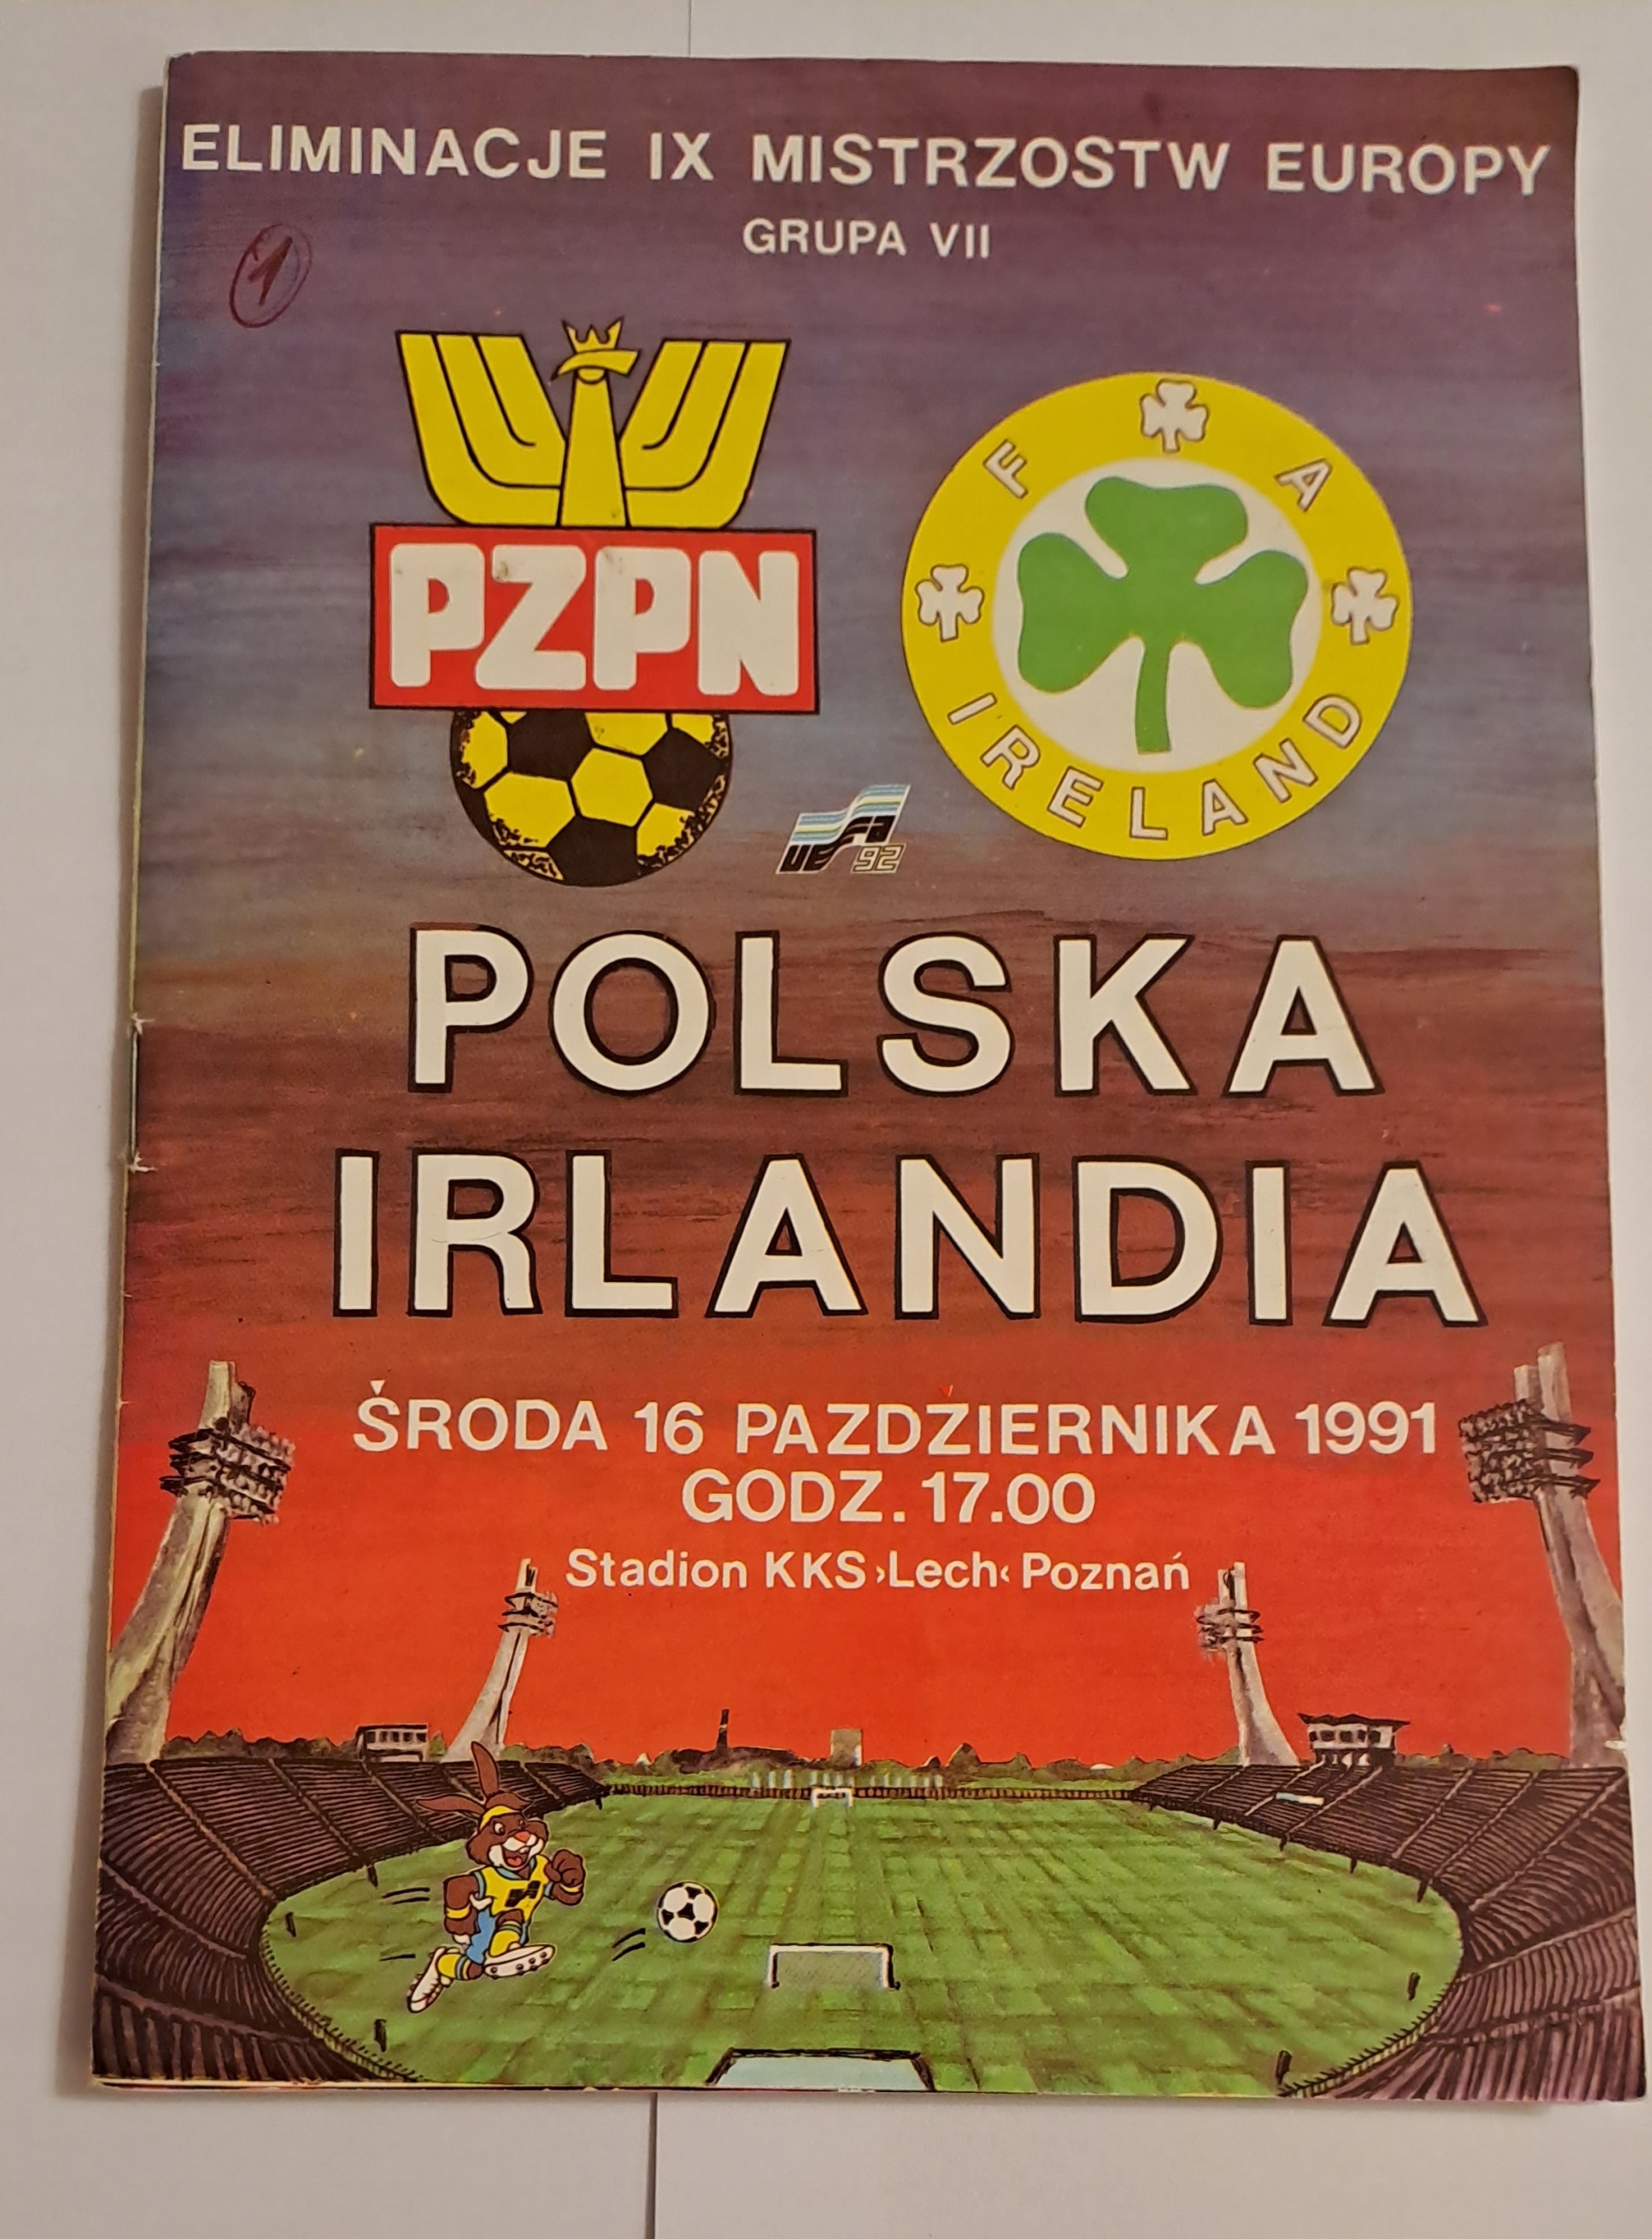 ELIMINACJE IX MISTRZOSTW EUROPY
GRUPA VII
1
PZPN
F A
IRELAND
UEFA
92
POLSKA
IRLANDIA
ŚRODA 16 PAZDŹIERNIKA 1991
GODZ. 17.00
Stadion KKS ›Lech‹ Poznań